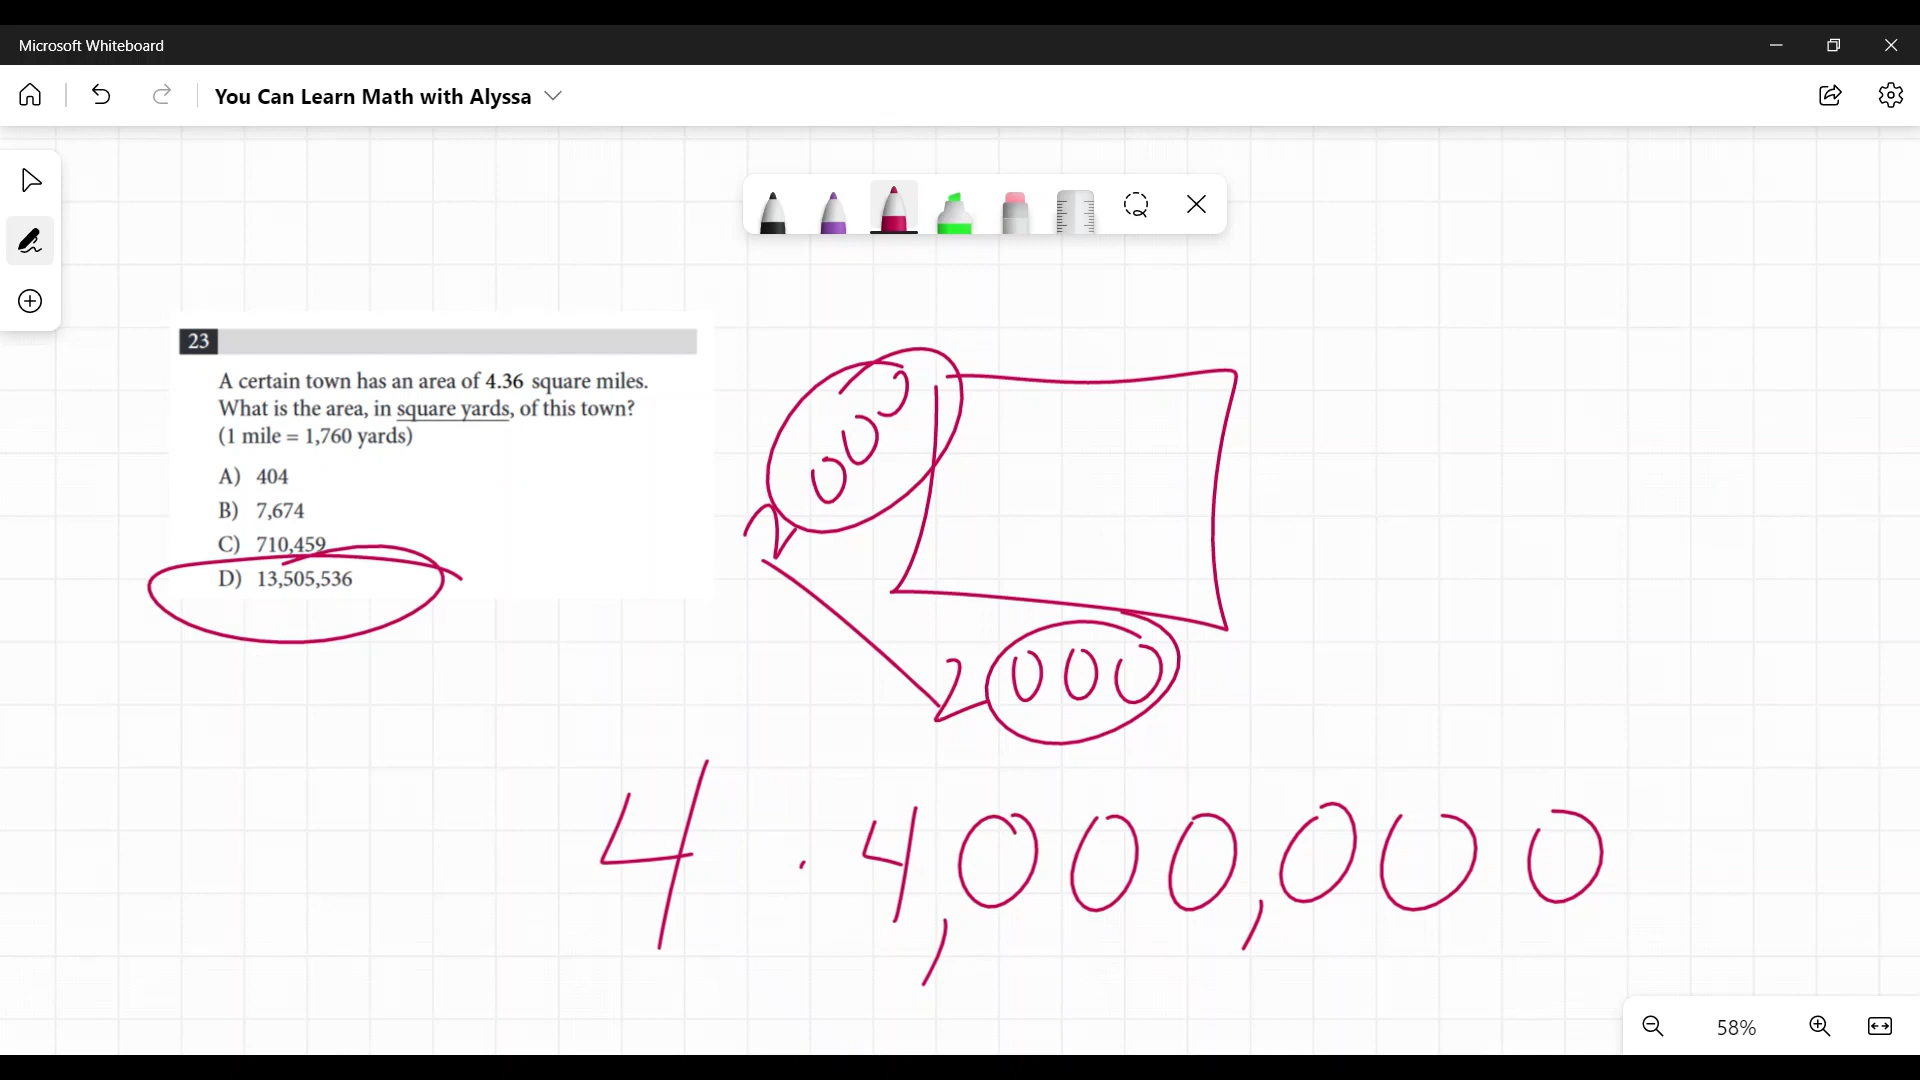 Microsoft Whiteboard
You Can Learn Math with Alyssa
23
A certain town has an area of 4.36 square miles.
What is the area, in square yards, of this town?
(1 mile = 1,760 yards)
A) 404
B) 7,674
C) 710,459
D) 13,505,536
2000
2000
4 · 4,000,000
58%